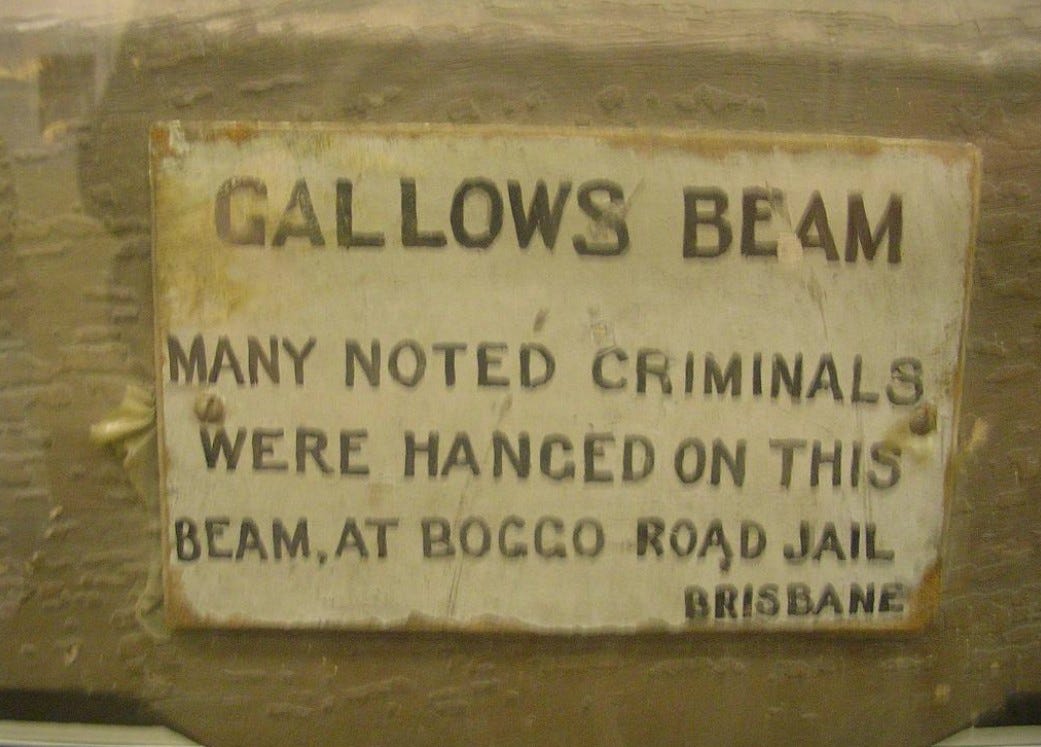 GALLOWS BEAM
MANY NOTED CRIMINALS
WERE HANGED ON THIS
BEAM, AT BOGGO ROAD JAIL
BRISBANE